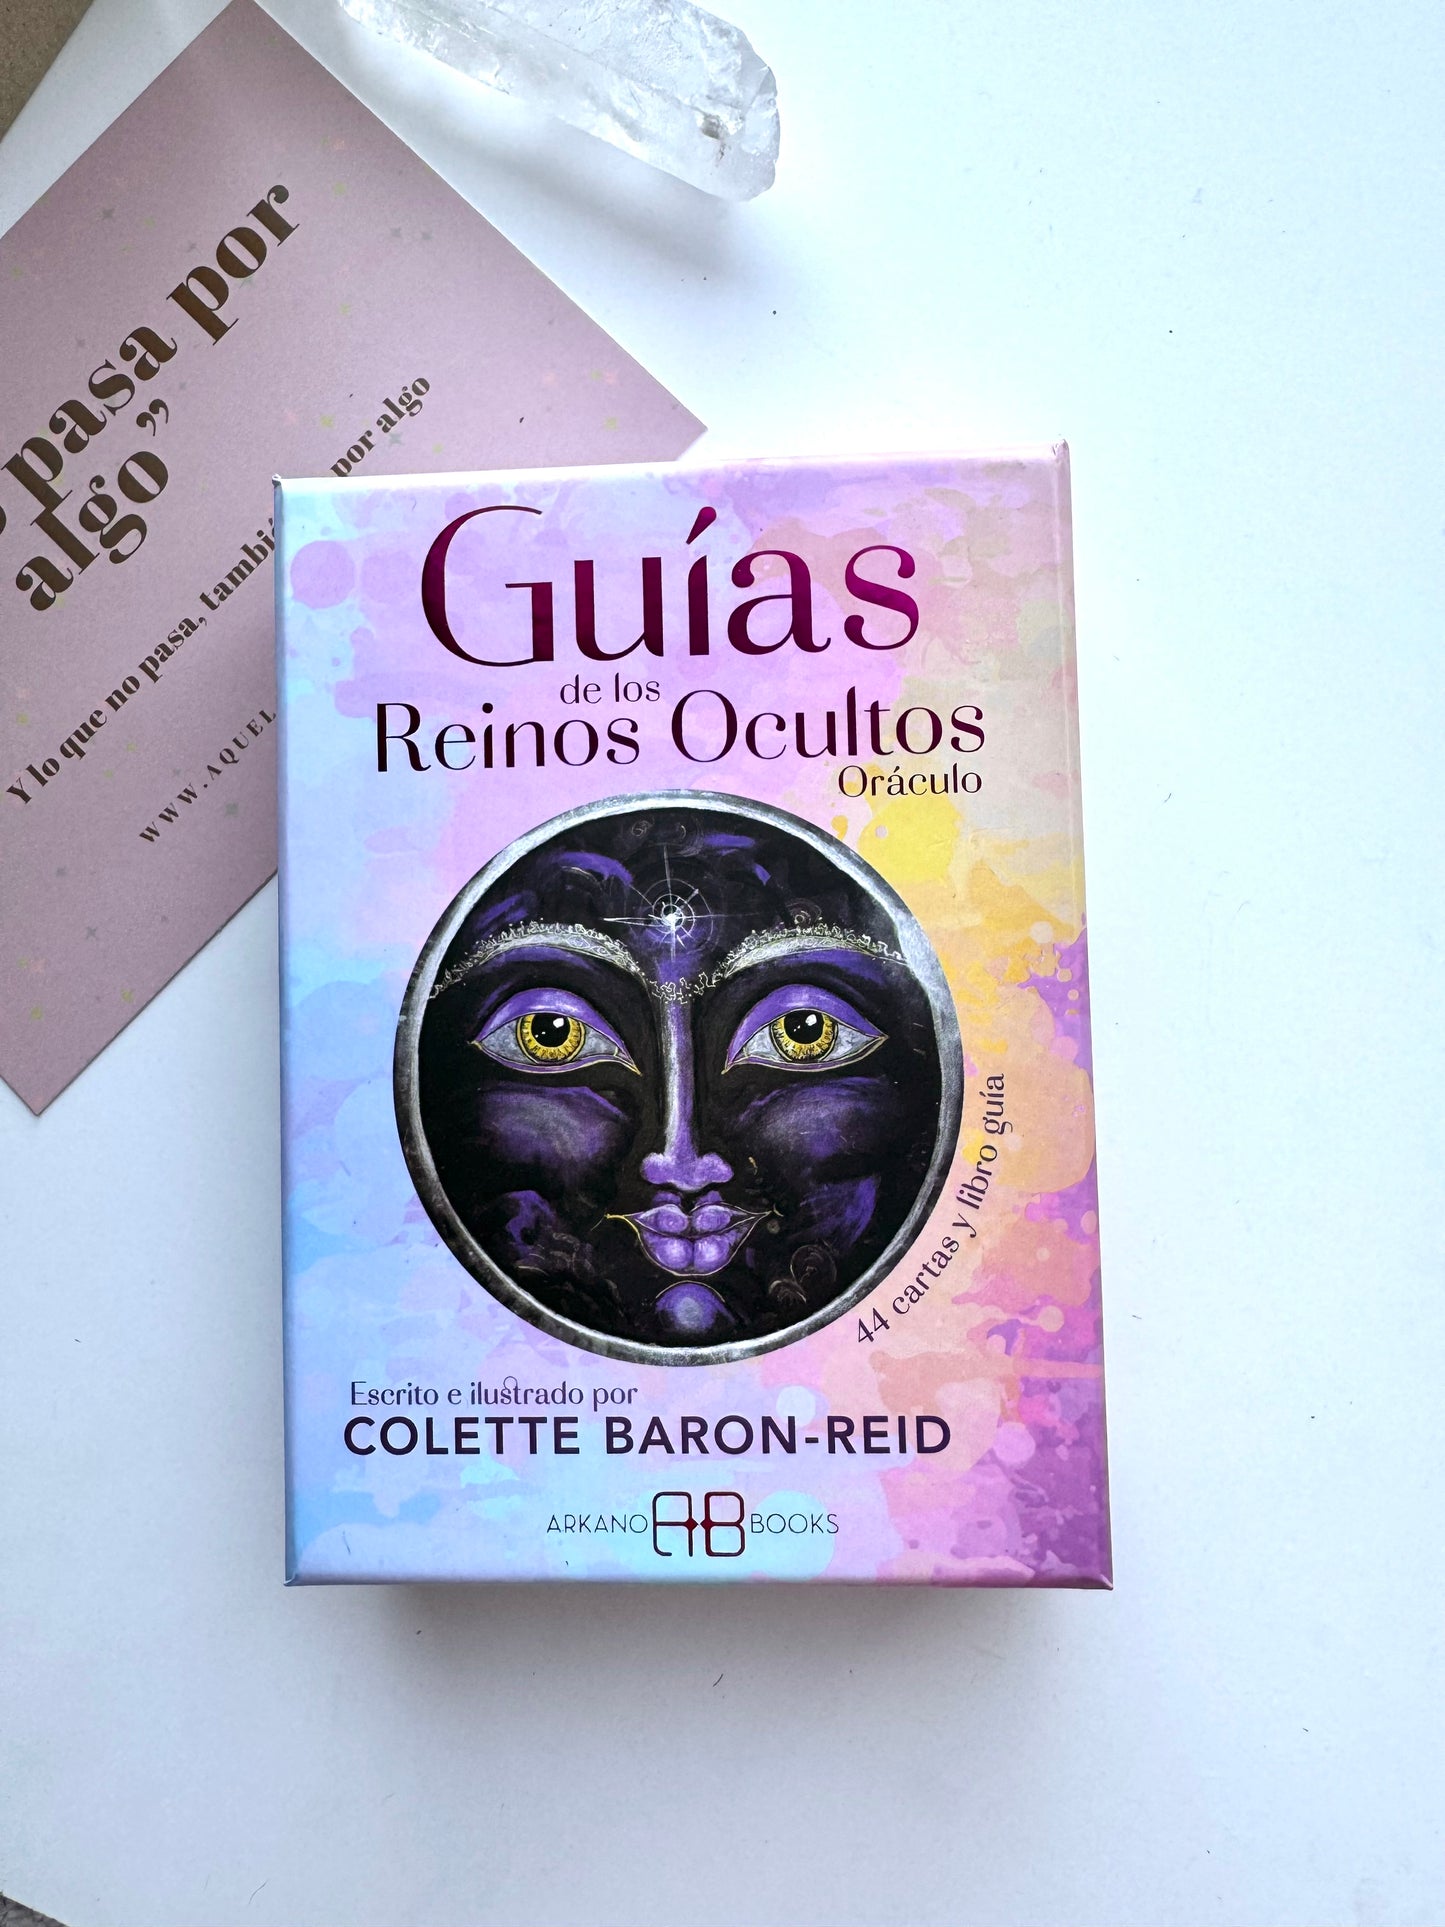 pasa por
algo”
Y lo que no pasa, tambié
por algo
WWW.AQUEL
Guías
de los
Reinos Ocultos
Oráculo
44 cartas y libro guía
Escrito e ilustrado por
COLETTE BARON-REID
ARKANO AB BOOKS